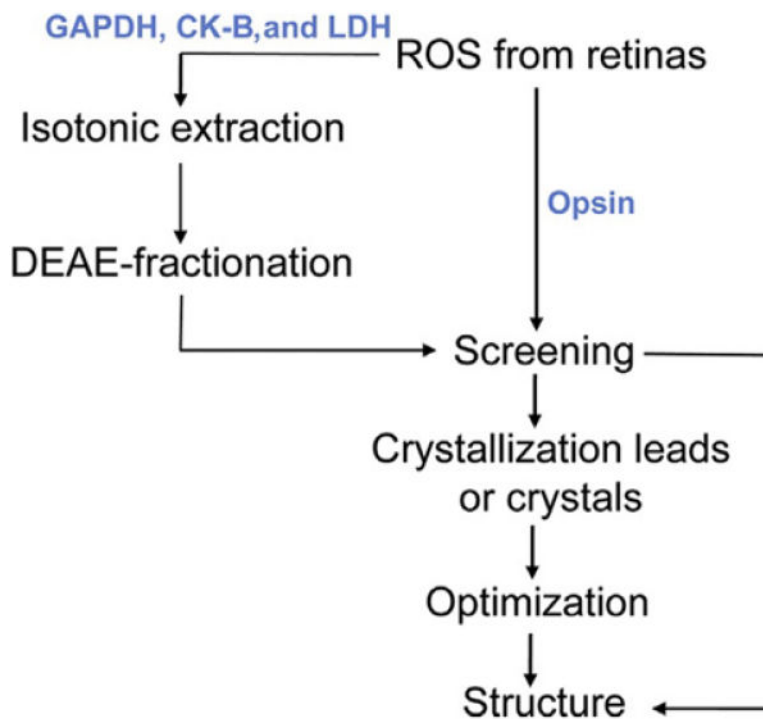 GAPDH, CK-B,and LDH
ROS from retinas
Isotonic extraction
Opsin
DEAE-fractionation
Screening
Crystallization leads
or crystals
Optimization
Structure